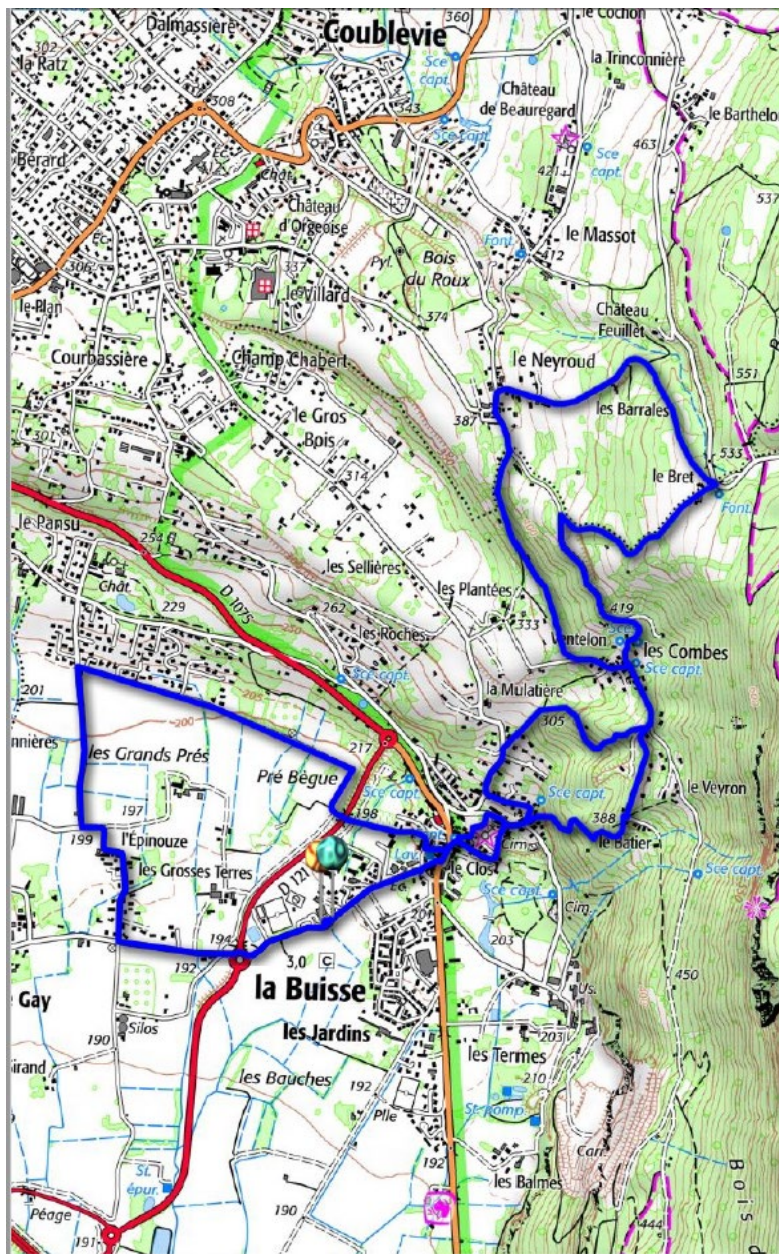 302
la Ratz
Dalmassière
Coublevie
360
le Cochon
la Trinconnière
Sce
capt.
308
343
Château
de Beauregard
le Barthelon
463
Sce capt.
Bérard
Chât.
421
Sce
capt.
537
Château
d'Orgeoise
Font.
412
le Massot
Ec.
306
337
Pyl.
Bois
du Roux
le Plan
le Villard
374
Château
Feuillet
Courbassière
Champ Chabert
le Neyroud
551
les Barrales
le Gros
Bois
387
301
380
533
314
le Bret
Font.
le Pansu
254
les Sellières
Chât.
D 1075
les Plantées
419
229
262
333
les Roches
Ventelon
les Combes
Sce capt.
201
205
200
Sce capt.
la Mulatière
305
217
les Grands Prés
Pré Bègue
Sce capt.
le Veyron
197
198
Sce capt.
388
199
l'Epinouze
Lav.
Cim.
le Batier
les Grosses Terres
D 121
le Clos
Sce capt.
Sce capt.
201
Cim.
194
192
3,0
C
203
450
Gay
la Buisse
Silos
Us.
les Jardins
203
190
les Termes
les Bauches
192
210
Plle
St. pomp.
St.
épur.
192
Carr.
les Balmes
190
Péage
191
444
Bois d